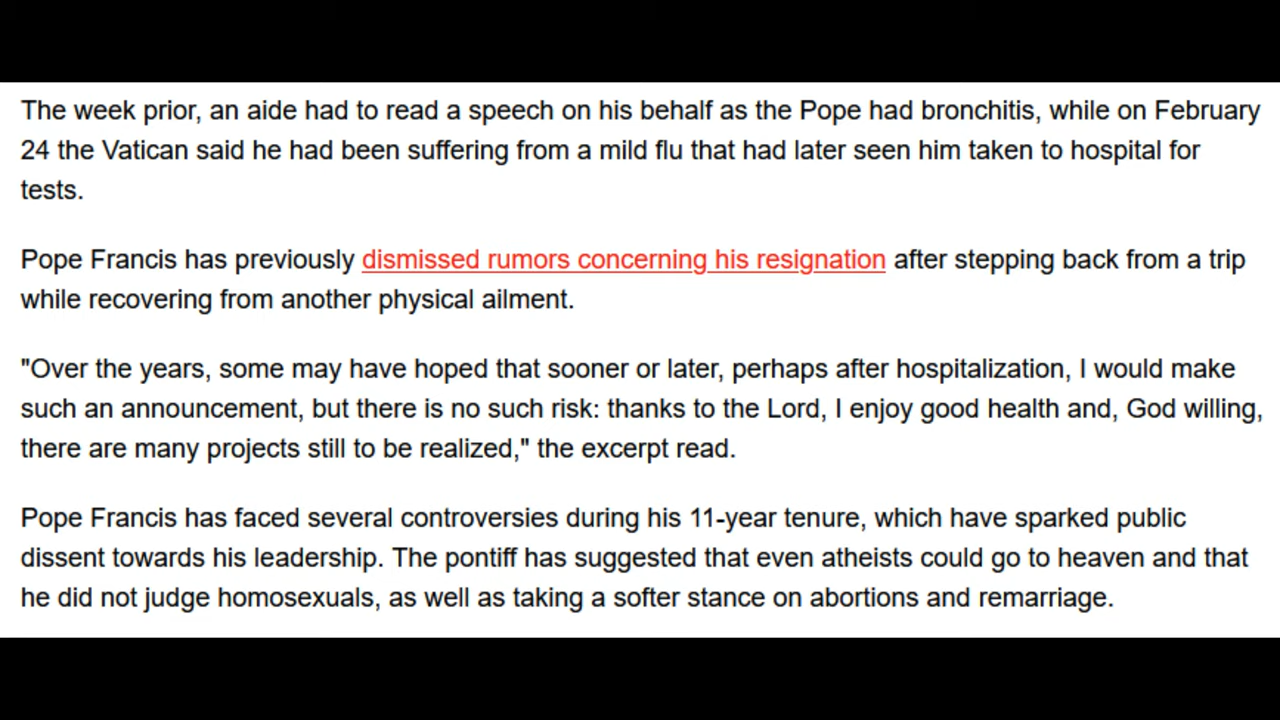 The week prior, an aide had to read a speech on his behalf as the Pope had bronchitis, while on February
24 the Vatican said he had been suffering from a mild flu that had later seen him taken to hospital for
tests.
Pope Francis has previously dismissed rumors concerning his resignation after stepping back from a trip
while recovering from another physical ailment.
"Over the years, some may have hoped that sooner or later, perhaps after hospitalization, I would make
such an announcement, but there is no such risk: thanks to the Lord, I enjoy good health and, God willing,
there are many projects still to be realized," the excerpt read.
Pope Francis has faced several controversies during his 11-year tenure, which have sparked public
dissent towards his leadership. The pontiff has suggested that even atheists could go to heaven and that
he did not judge homosexuals, as well as taking a softer stance on abortions and remarriage.